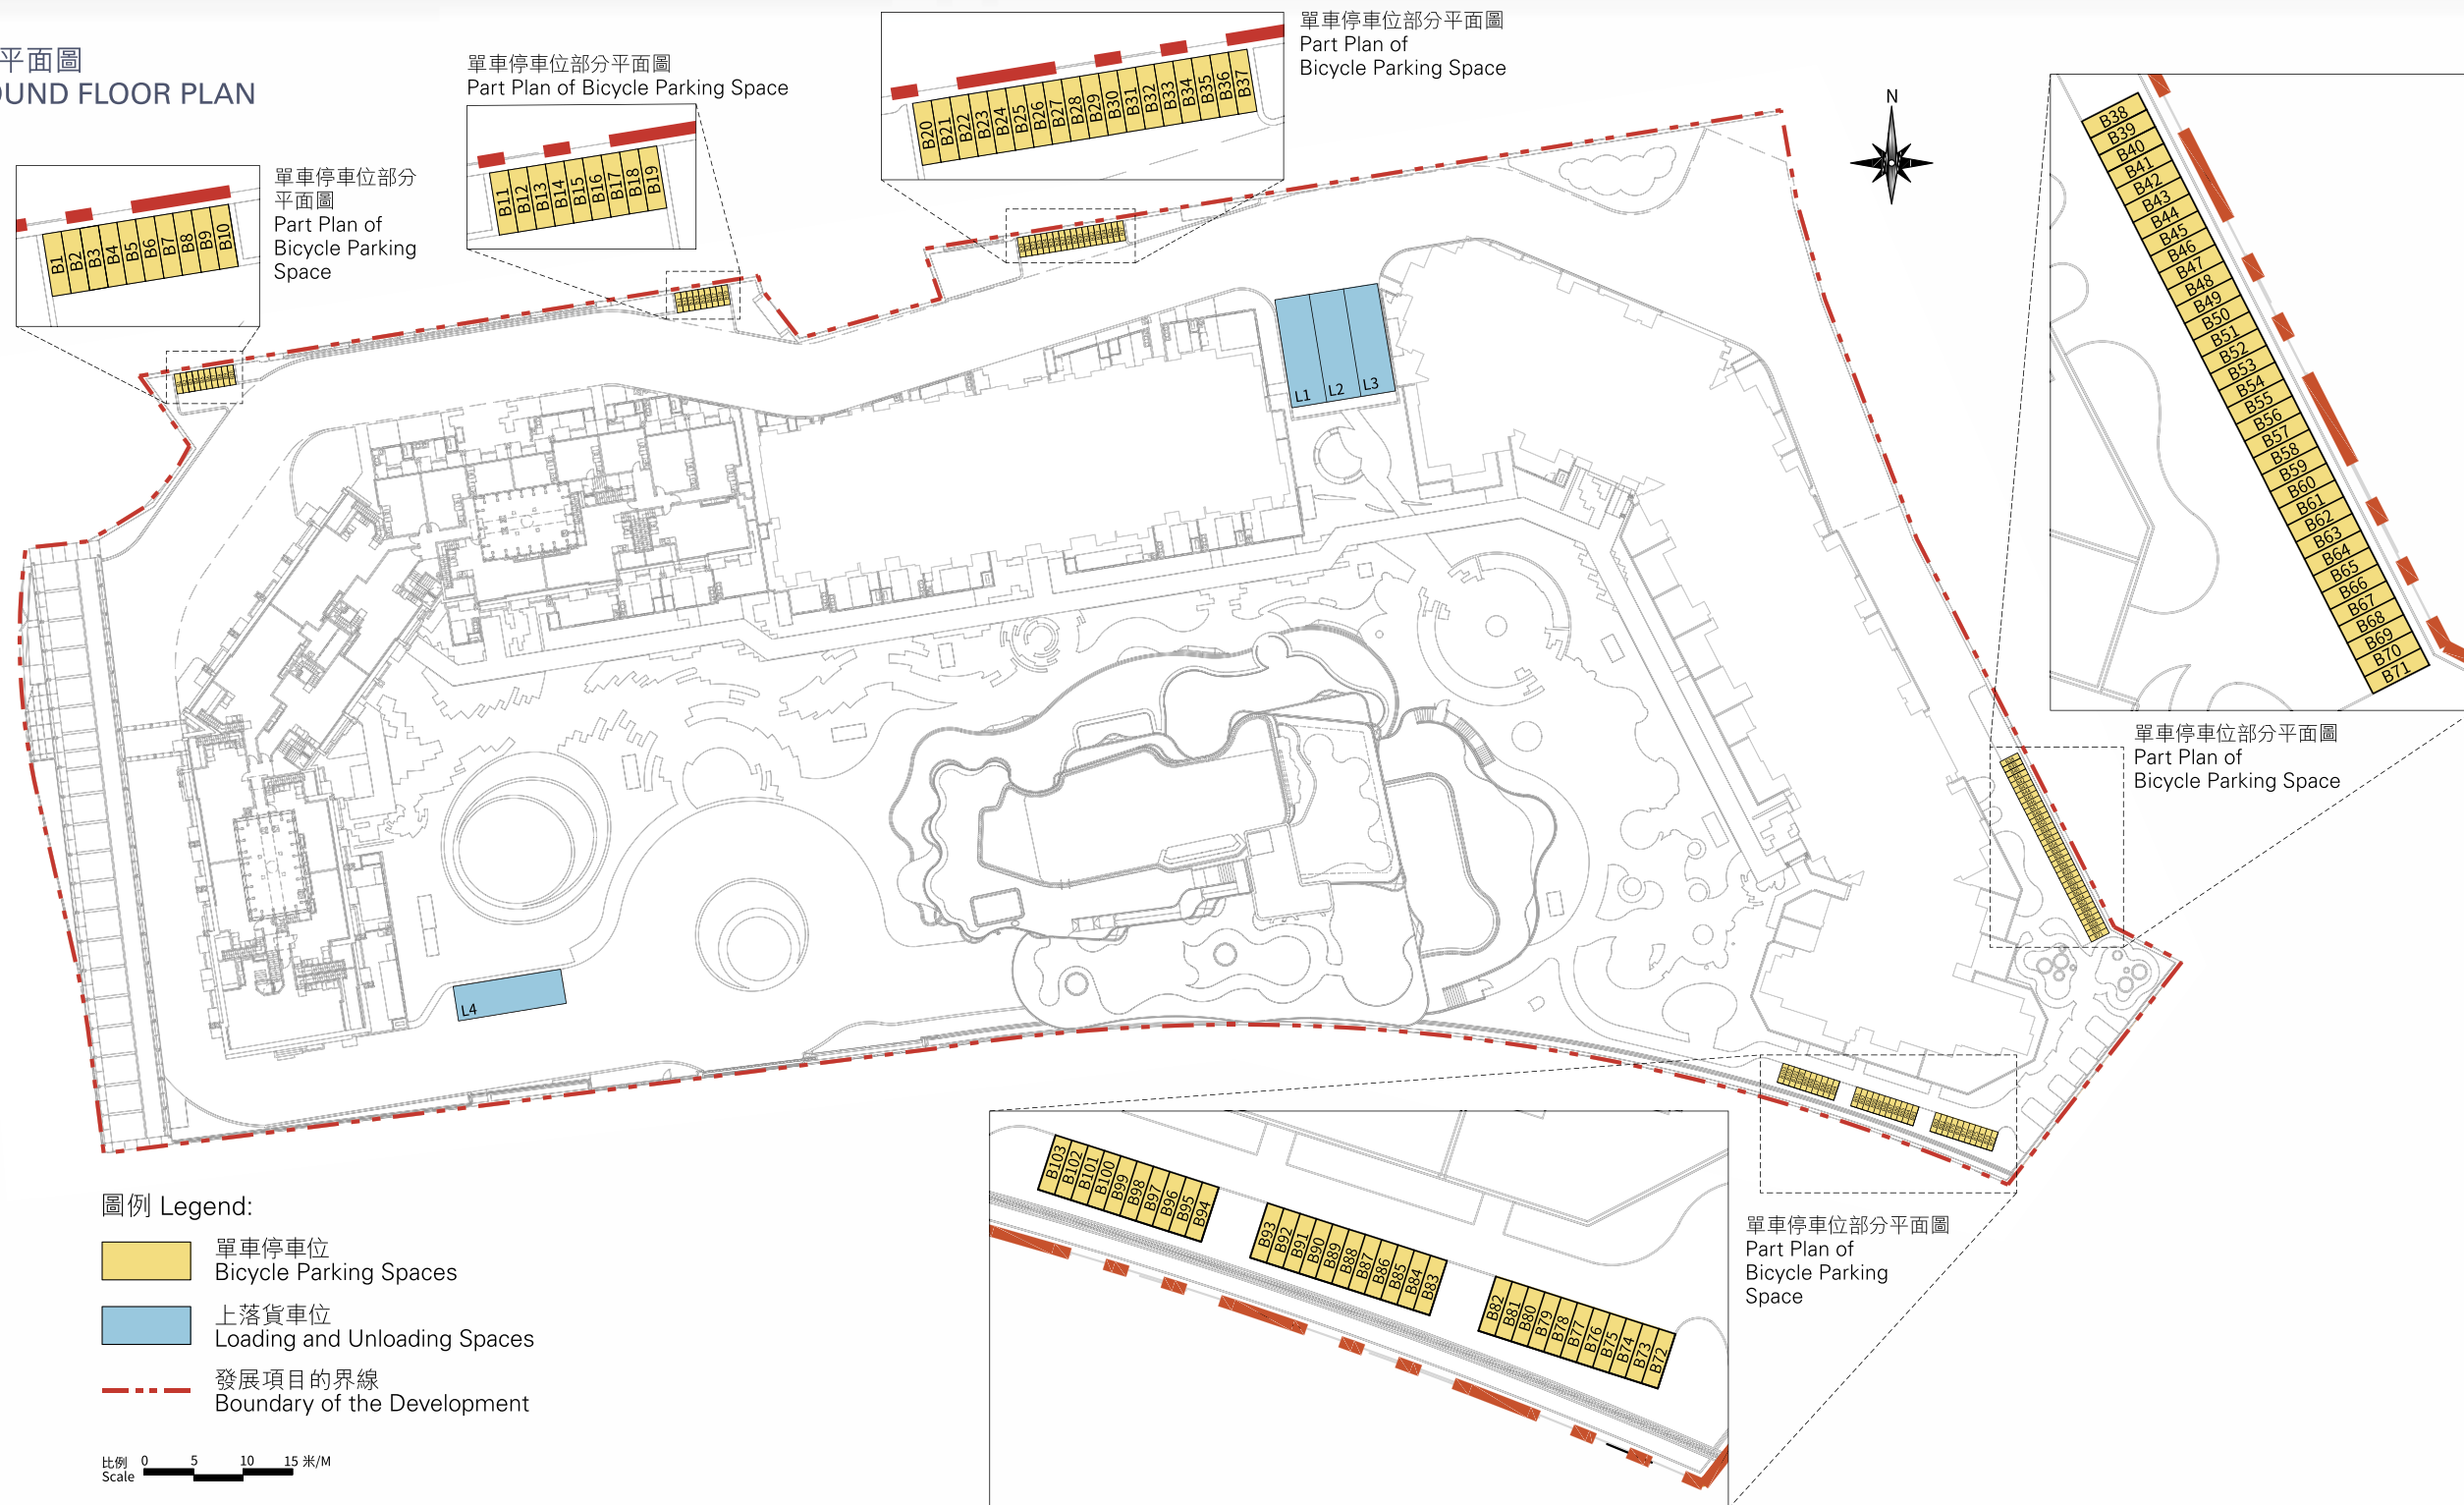 平面圖
OUND FLOOR PLAN
單車停車位部分
平面圖
Part Plan of
Bicycle Parking
Space
B1
B2
B3
B4
B5
B6
B7
B8
B9
B10
單車停車位部分平面圖
Part Plan of Bicycle Parking Space
B11
B12
B13
B14
B15
B16
B17
B18
B19
單車停車位部分平面圖
Part Plan of
Bicycle Parking Space
B20
B21
B22
B23
B24
B25
B26
B27
B28
B29
B30
B31
B32
B33
B34
B35
B36
B37
N
B38
B39
B40
B41
B42
B43
B44
B45
B46
B47
B48
B49
B50
B51
B52
B53
B54
B55
B56
B57
B58
B59
B60
B61
B62
B63
B64
B65
B66
B67
B68
B69
B70
B71
單車停車位部分平面圖
Part Plan of
Bicycle Parking Space
L1
L2
L3
L4
B103
B102
B101
B100
B99
B98
B97
B96
B95
B94
B93
B92
B91
B90
B89
B88
B87
B86
B85
B84
B83
B82
B81
B80
B79
B78
B77
B76
B75
B74
B73
B72
單車停車位部分平面圖
Part Plan of
Bicycle Parking
Space
圖例 Legend:
單車停車位
Bicycle Parking Spaces
上落貨車位
Loading and Unloading Spaces
發展項目的界線
Boundary of the Development
比例 0 5 10 15 米/M
Scale